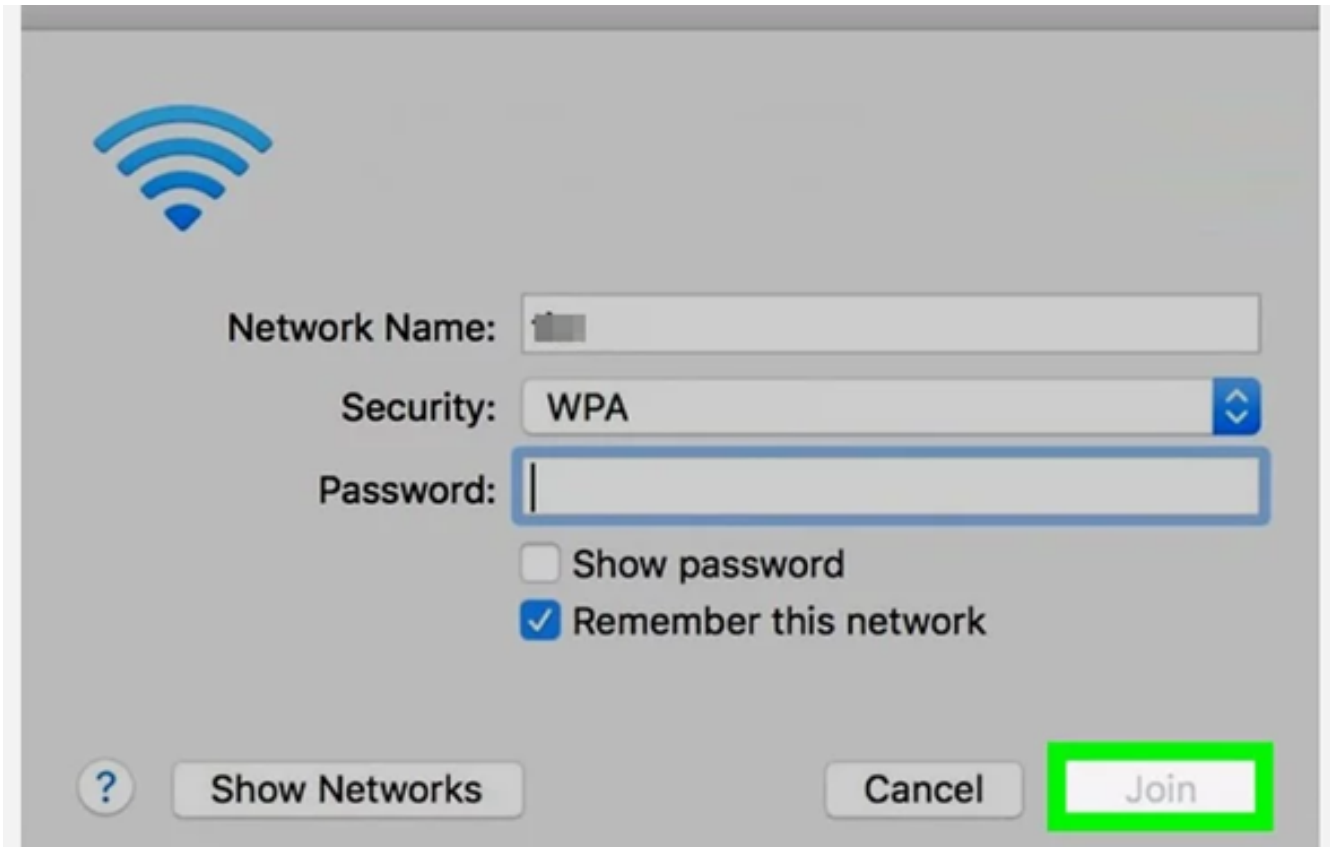 Network Name:
Security: WPA
Password:
Show password
Remember this network
? Show Networks Cancel Join